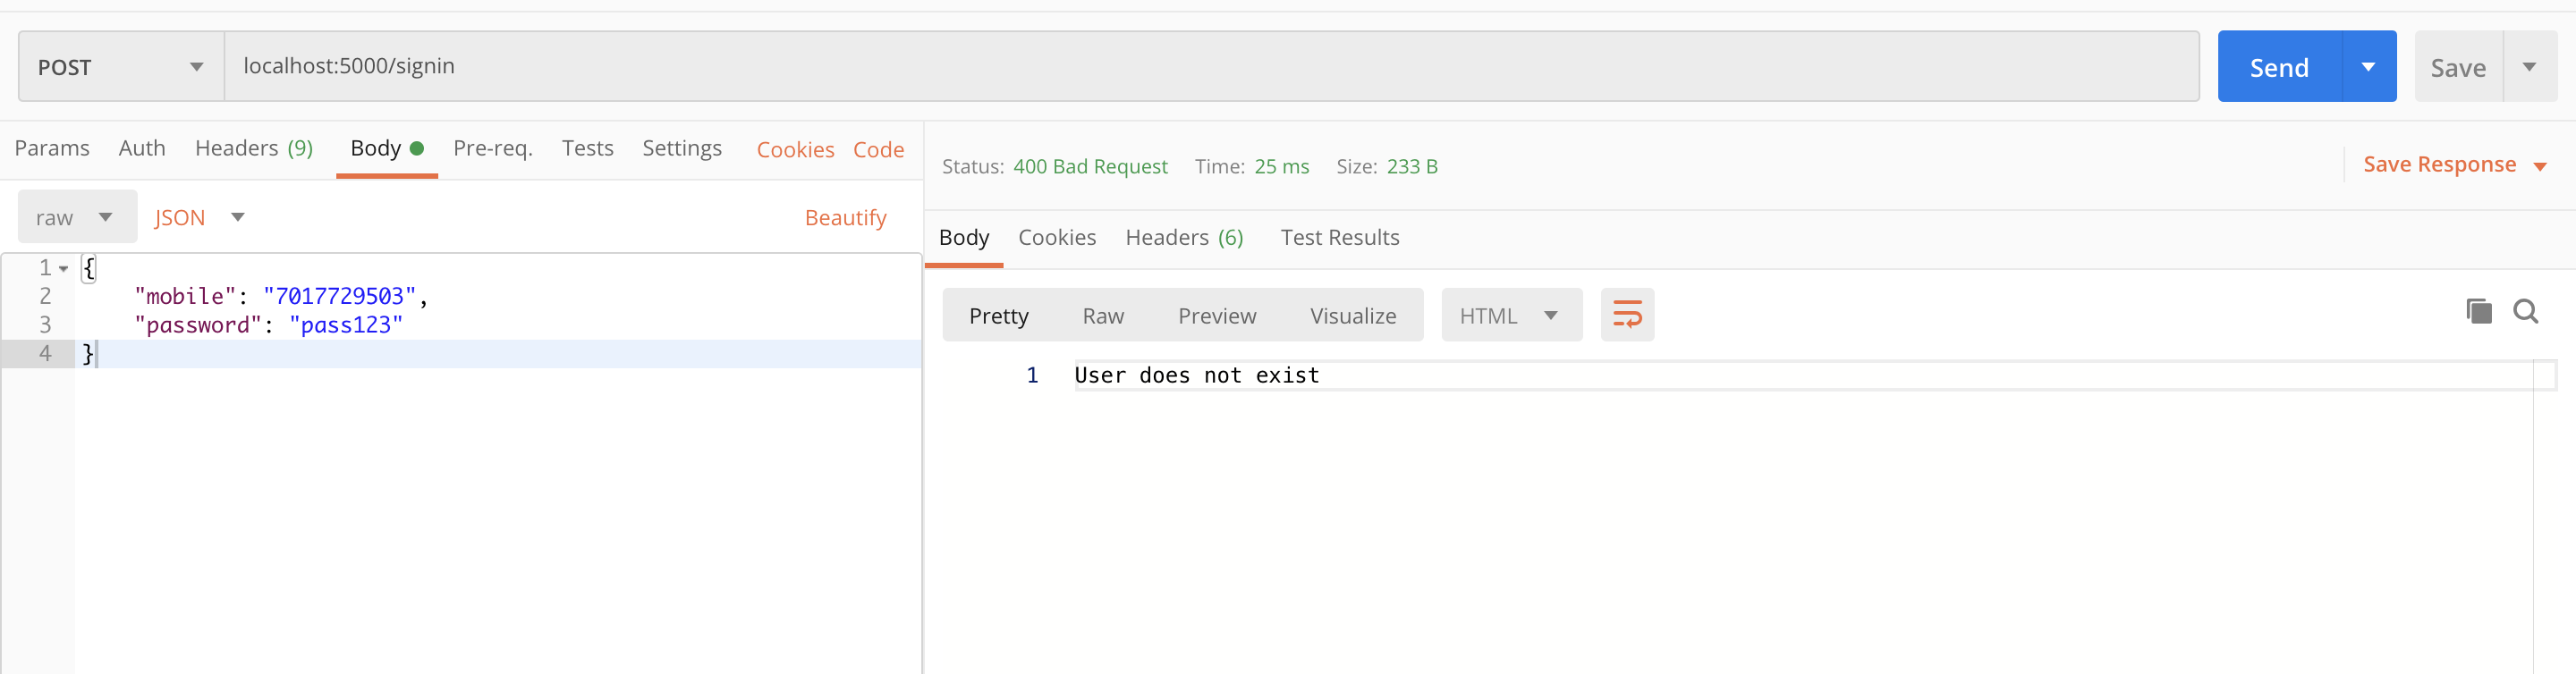 POST localhost:5000/signin Send Save
Params Auth Headers (9) Body Pre-req. Tests Settings Cookies Code
raw JSON Beautify
1 {
2 "mobile": "7017729503",
3 "password": "pass123"
4 }
Status: 400 Bad Request Time: 25 ms Size: 233 B Save Response
Body Cookies Headers (6) Test Results
Pretty Raw Preview Visualize HTML
1 User does not exist